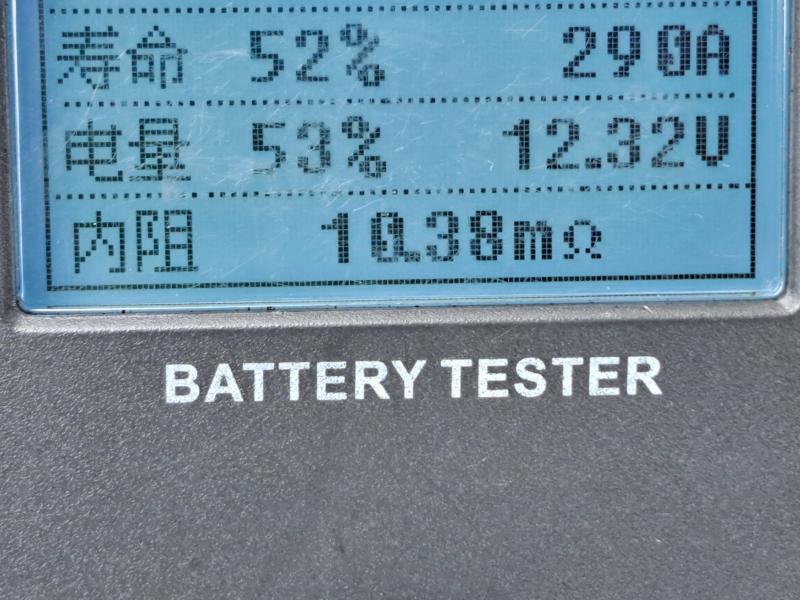 寿命 52% 290A
电量 53% 12.32V
内阻 10.38mΩ
BATTERY TESTER